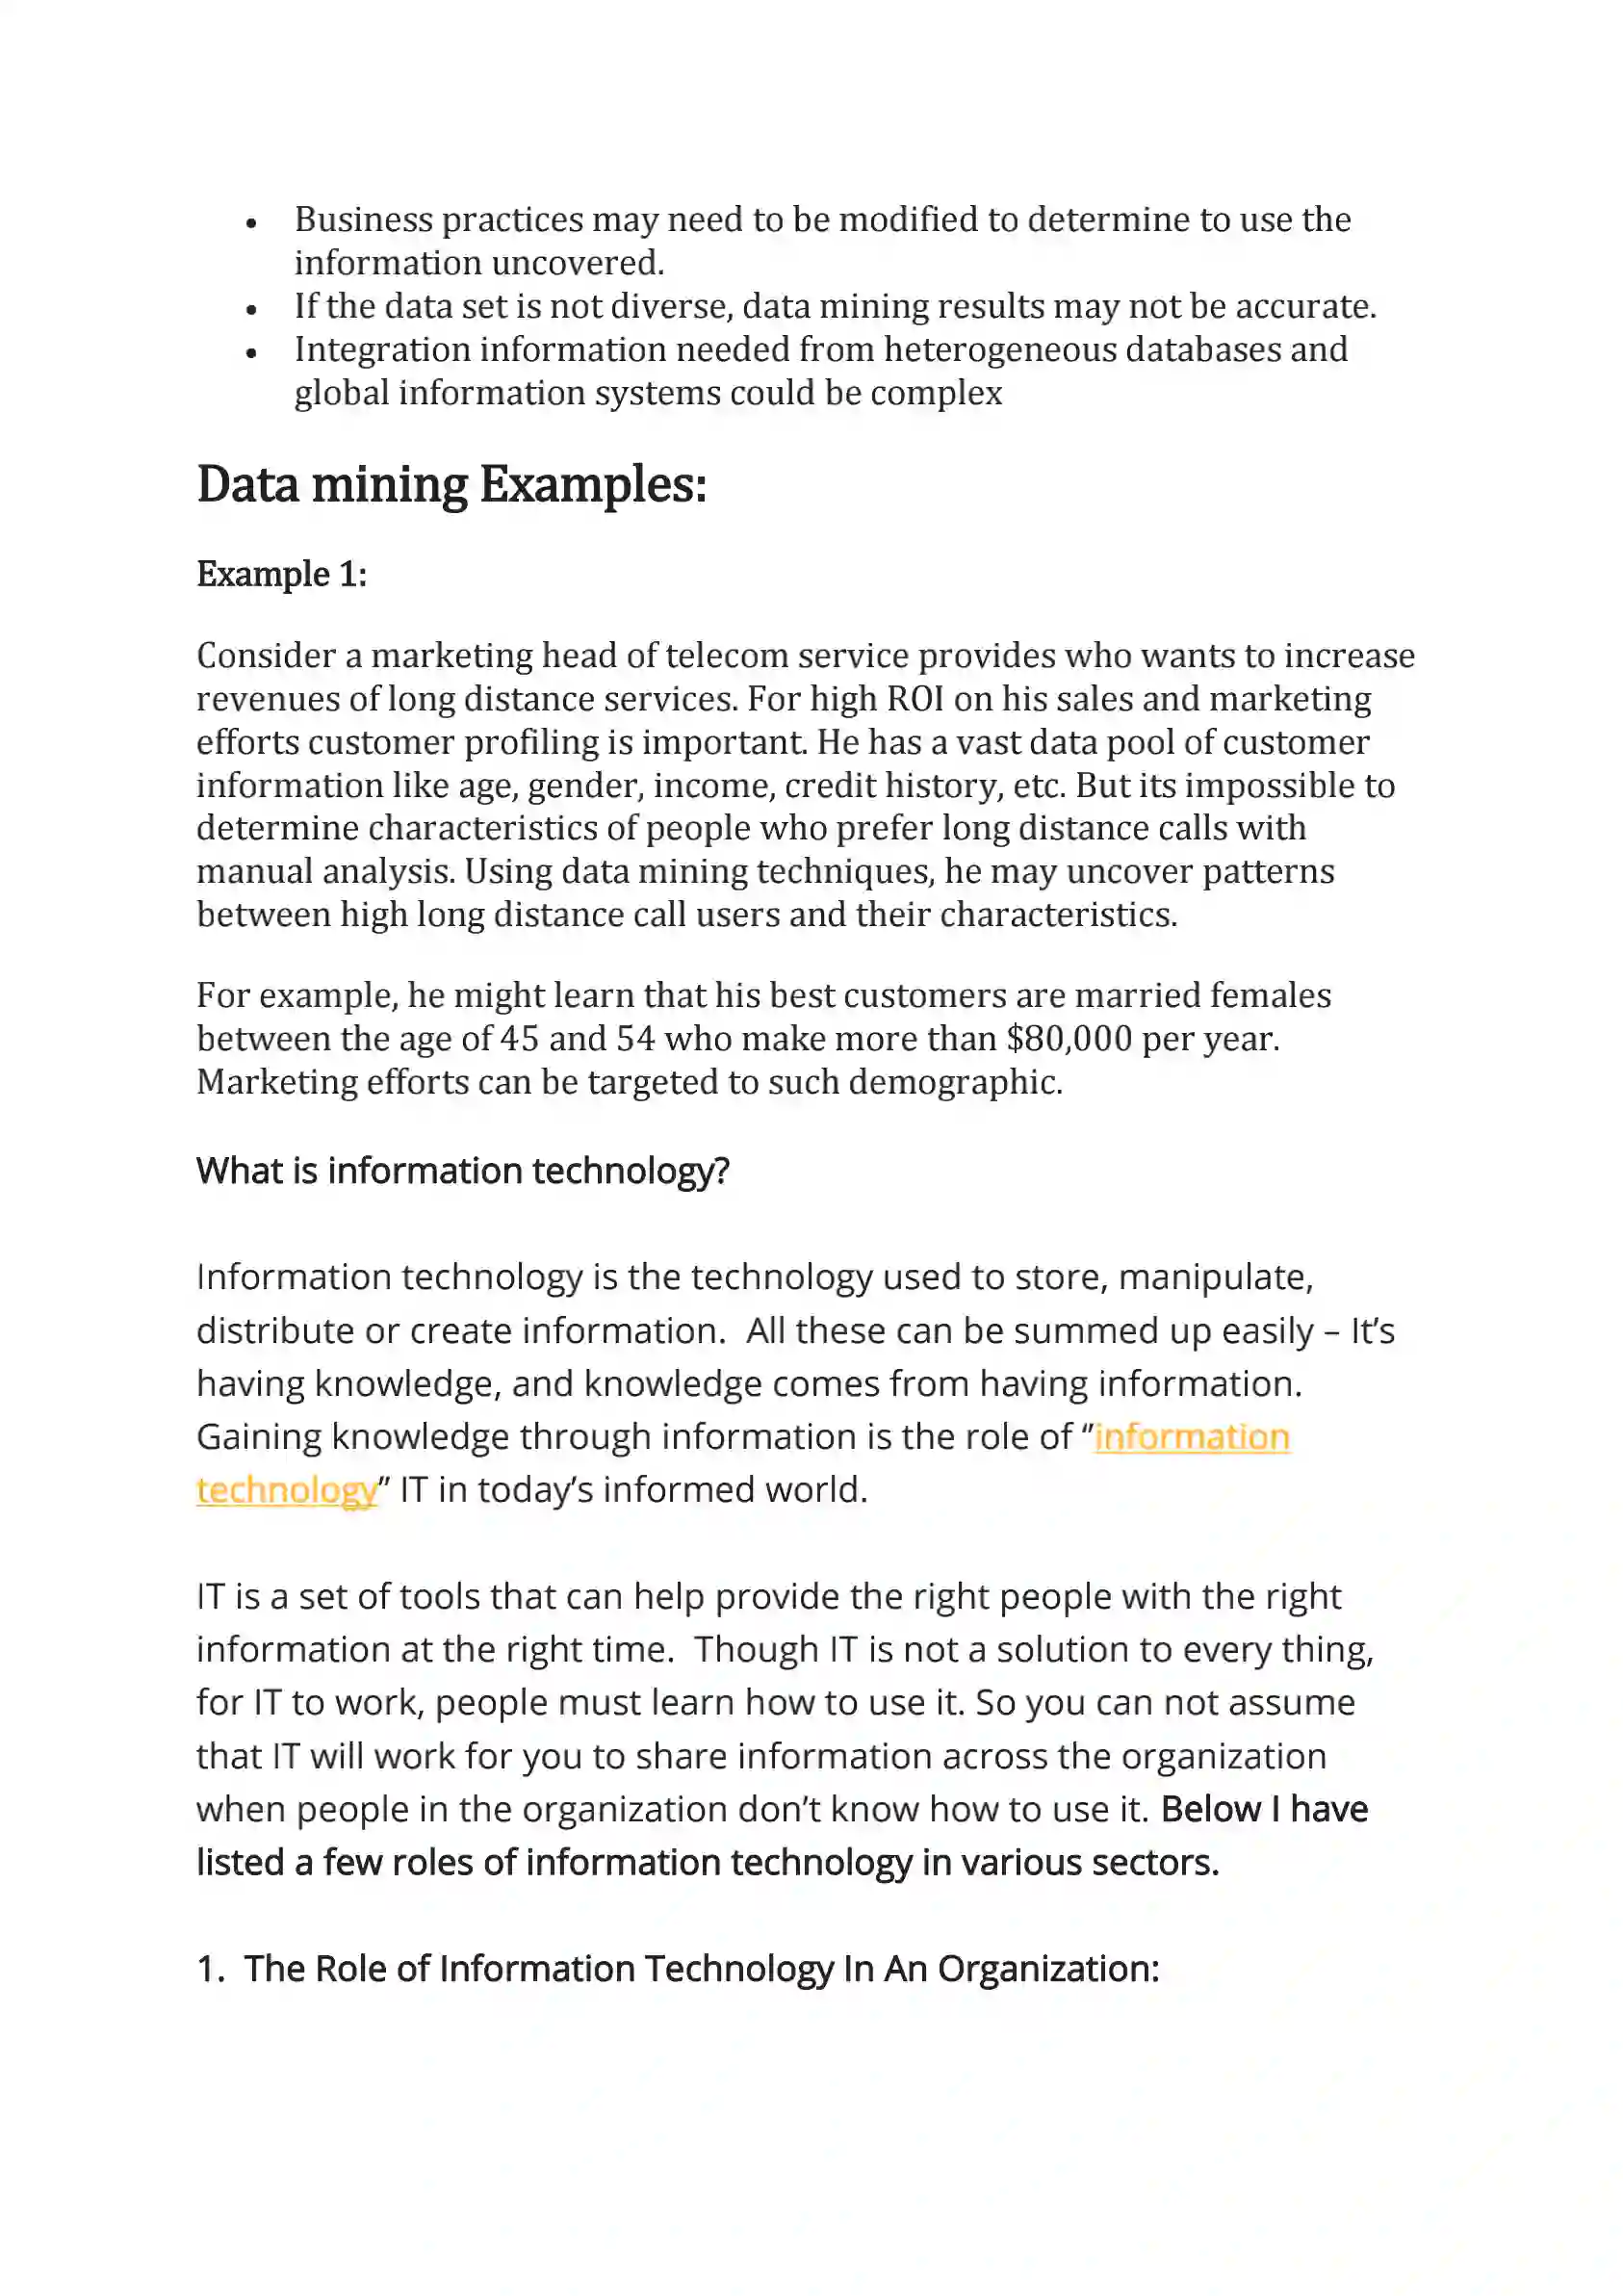 • Business practices may need to be modified to determine to use the
information uncovered.
• If the data set is not diverse, data mining results may not be accurate.
• Integration information needed from heterogeneous databases and
global information systems could be complex
Data mining Examples:
Example 1:
Consider a marketing head of telecom service provides who wants to increase
revenues of long distance services. For high ROI on his sales and marketing
efforts customer profiling is important. He has a vast data pool of customer
information like age, gender, income, credit history, etc. But its impossible to
determine characteristics of people who prefer long distance calls with
manual analysis. Using data mining techniques, he may uncover patterns
between high long distance call users and their characteristics.
For example, he might learn that his best customers are married females
between the age of 45 and 54 who make more than $80,000 per year.
Marketing efforts can be targeted to such demographic.
What is information technology?
Information technology is the technology used to store, manipulate,
distribute or create information.  All these can be summed up easily – It’s
having knowledge, and knowledge comes from having information.
Gaining knowledge through information is the role of “information
technology” IT in today’s informed world.
IT is a set of tools that can help provide the right people with the right
information at the right time.  Though IT is not a solution to every thing,
for IT to work, people must learn how to use it. So you can not assume
that IT will work for you to share information across the organization
when people in the organization don’t know how to use it. Below I have
listed a few roles of information technology in various sectors.
1.  The Role of Information Technology In An Organization: